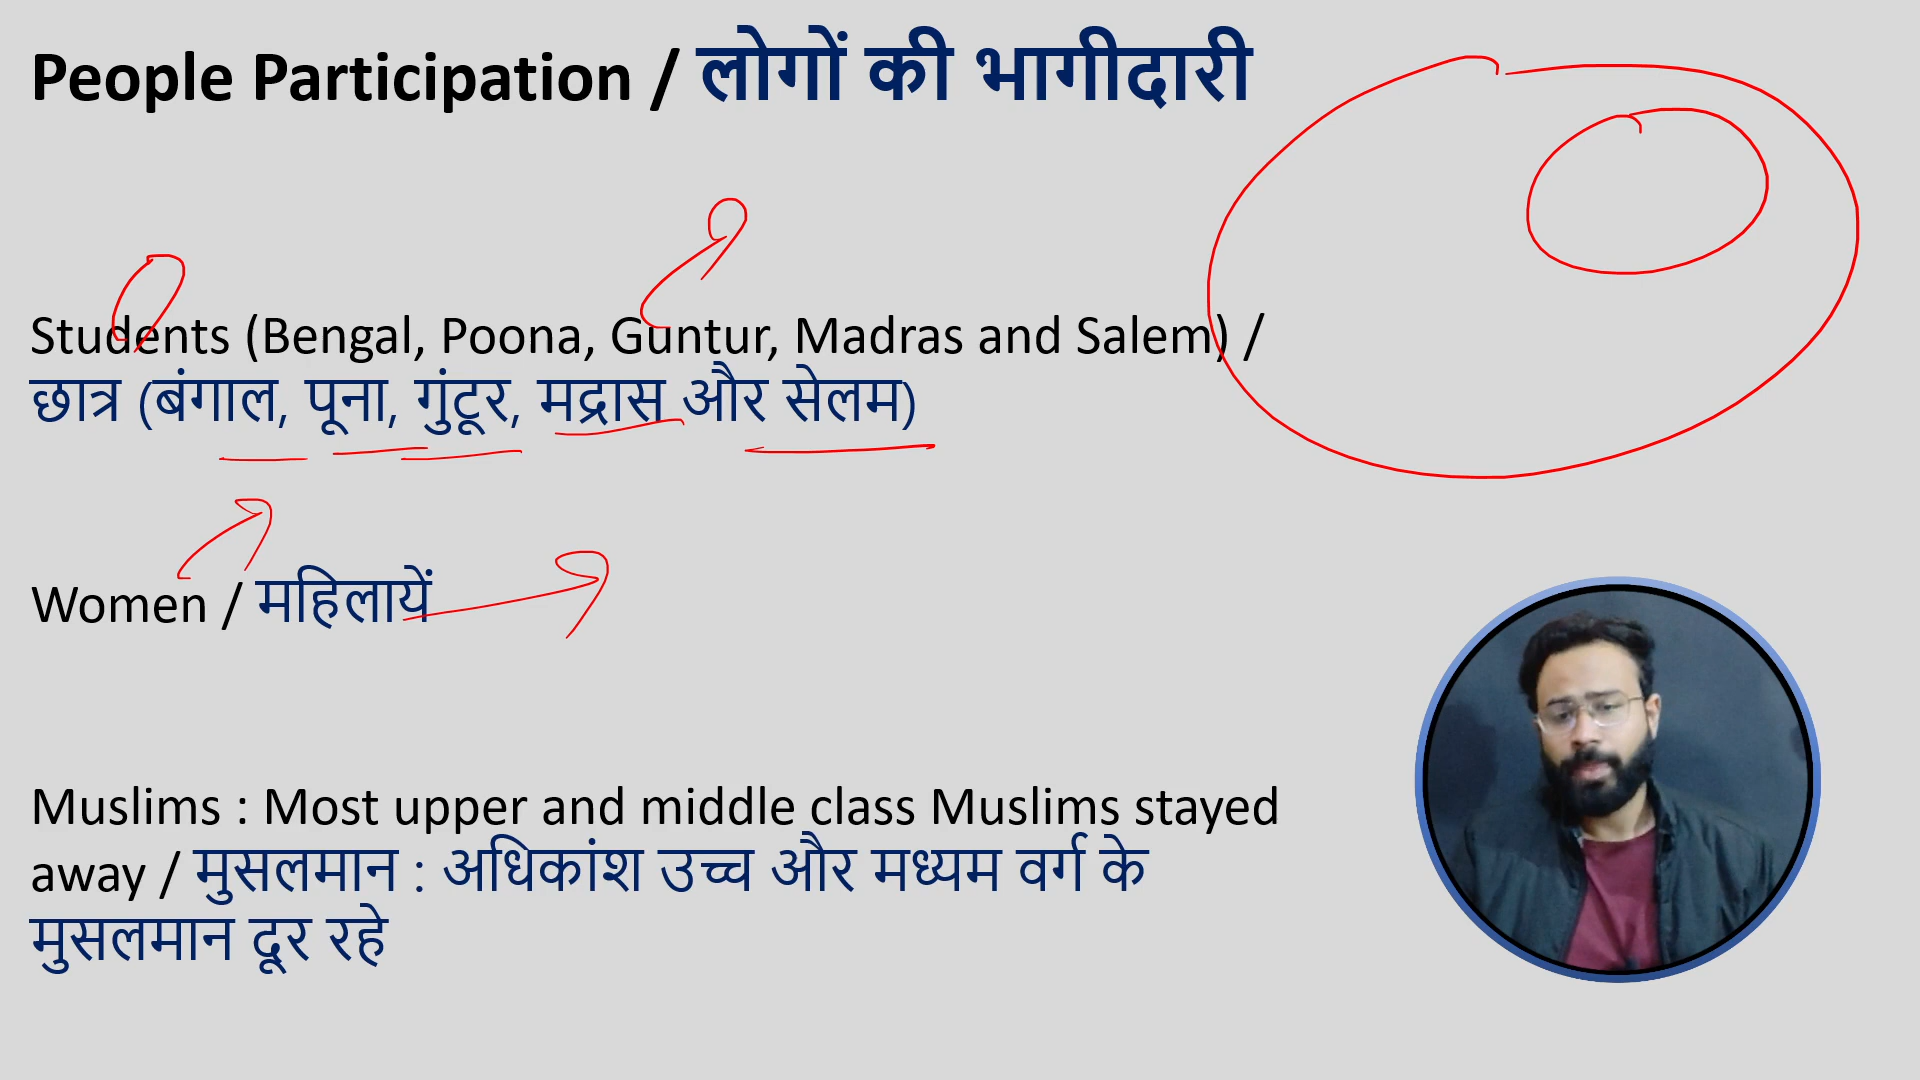 People Participation / लोगों की भागीदारी
Students (Bengal, Poona, Guntur, Madras and Salem) /
छात्र (बंगाल, पूना, गुंटूर, मद्रास और सेलम)
Women / महिलायें
Muslims : Most upper and middle class Muslims stayed
away / मुसलमान : अधिकांश उच्च और मध्यम वर्ग के
मुसलमान दूर रहे